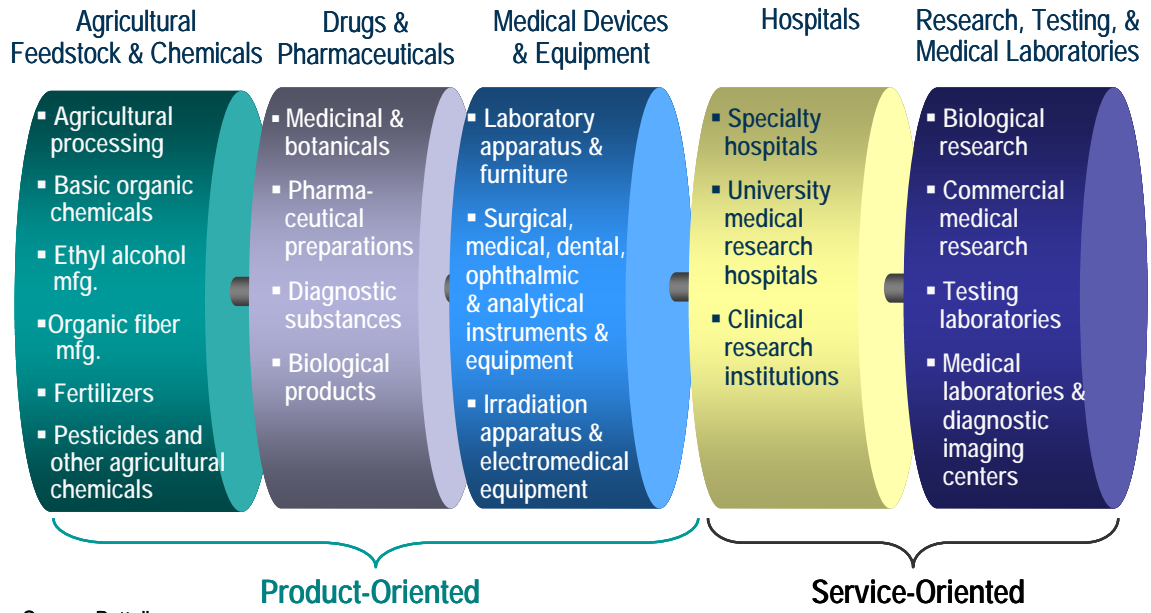 Agricultural
Feedstock & Chemicals
Drugs &
Pharmaceuticals
Medical Devices
& Equipment
Hospitals
Research, Testing, &
Medical Laboratories
▪ Agricultural
processing
▪ Basic organic
chemicals
▪ Ethyl alcohol
mfg.
▪Organic fiber
mfg.
▪ Fertilizers
▪ Pesticides and
other agricultural
chemicals
▪ Medicinal &
botanicals
▪ Pharma-
ceutical
preparations
▪ Diagnostic
substances
▪ Biological
products
▪ Laboratory
apparatus &
furniture
▪ Surgical,
medical, dental,
ophthalmic
& analytical
instruments &
equipment
▪ Irradiation
apparatus &
electromedical
equipment
▪ Specialty
hospitals
▪ University
medical
research
hospitals
▪ Clinical
research
institutions
▪ Biological
research
▪ Commercial
medical
research
▪ Testing
laboratories
▪ Medical
laboratories &
diagnostic
imaging
centers
Product-Oriented
Service-Oriented